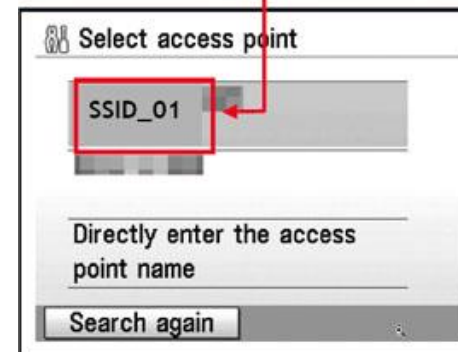 Select access point
SSID_01
Directly enter the access
point name
Search again